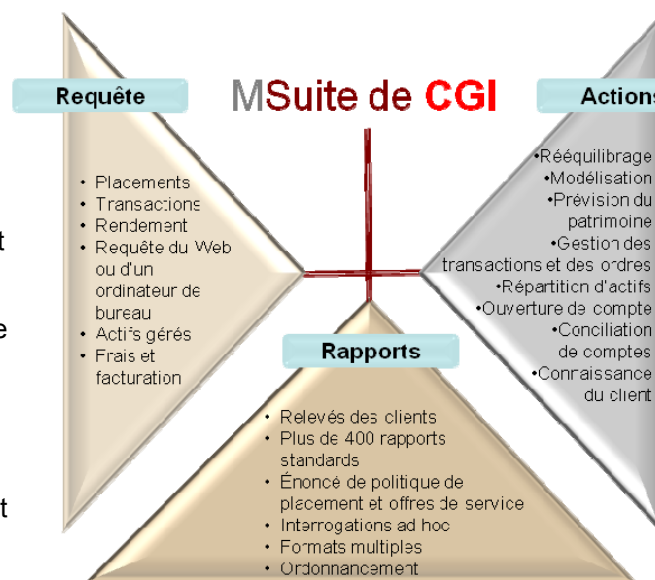 MSuite de CGI
Requête
• Placements
• Transactions
• Rendement
• Requête du Web
ou d'un
ordinateur de
bureau
• Actifs gérés
• Frais et
facturation
Actions
•Rééquilibrage
•Modélisation
•Prévision du
patrimoine
•Gestion des
transactions et des ordres
•Répartition d'actifs
•Ouverture de compte
•Conciliation
de comptes
•Connaissance
du client
Rapports
• Relevés des clients
• Plus de 400 rapports
standards
• Énoncé de politique de
placement et offres de service
• Interrogations ad hoc
• Formats multiples
• Ordonnancement